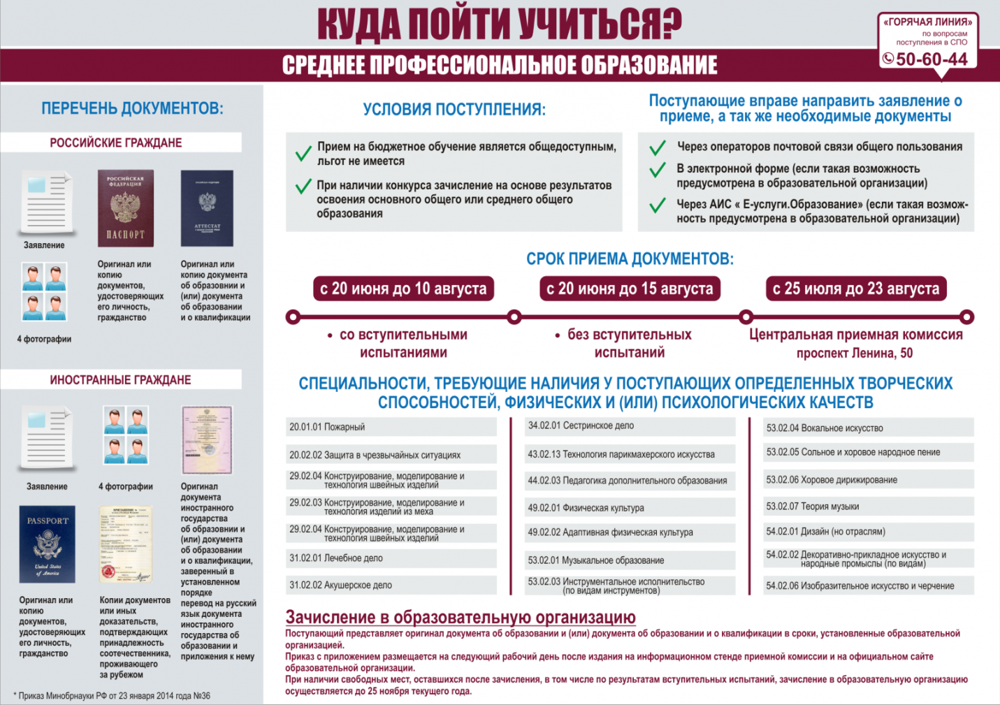 КУДА ПОЙТИ УЧИТЬСЯ?
СРЕДНЕЕ ПРОФЕССИОНАЛЬНОЕ ОБРАЗОВАНИЕ
«ГОРЯЧАЯ ЛИНИЯ»
по вопросам
поступления в СПО
50-60-44
ПЕРЕЧЕНЬ ДОКУМЕНТОВ:
РОССИЙСКИЕ ГРАЖДАНЕ
РОССИЙСКАЯ
ФЕДЕРАЦИЯ
ПАСПОРТ
АТТЕСТАТ
Заявление
Оригинал или
копию
документов,
удостоверяющих
его личность,
гражданство
Оригинал или
копию документа
об образовнии и
(или) документа
об образовании
и о квалификации
4 фотографии
ИНОСТРАННЫЕ ГРАЖДАНЕ
Заявление
4 фотографии
Оригинал
документа
иностранного
государства
об образовнии и
(или) документа
об образовании
и о квалификации,
заверенный в
установленном
порядке
перевод на русский
язык документа
иностранного
государства об
образовании и
приложения к нему
PASSPORT
United States
of America
Оригинал или
копию
документов,
удостоверяющих
его личность,
гражданство
Копии документов
или иных
доказательств,
подтверждающих
принадлежность
соотечественника,
проживающего
за рубежом
* Приказ Минобрнауки РФ от 23 января 2014 года №36
УСЛОВИЯ ПОСТУПЛЕНИЯ:
Прием на бюджетное обучение является общедоступным,
льгот не имеется
При наличии конкурса зачисление на основе результатов
освоения основного общего или среднего общего
образования
Поступающие вправе направить заявление о
приеме, а так же необходимые документы
Через операторов почтовой связи общего пользования
В электронной форме (если такая возможность
предусмотрена в образовательной организации)
Через АИС « Е-услуги.Образование» (если такая возмож-
ность предусмотрена в образовательной организации)
СРОК ПРИЕМА ДОКУМЕНТОВ:
с 20 июня до 10 августа
с 20 июня до 15 августа
с 25 июля до 23 августа
• со вступительными
испытаниями
• без вступительных
испытаний
Центральная приемная комиссия
проспект Ленина, 50
СПЕЦИАЛЬНОСТИ, ТРЕБУЮЩИЕ НАЛИЧИЯ У ПОСТУПАЮЩИХ ОПРЕДЕЛЕННЫХ ТВОРЧЕСКИХ
СПОСОБНОСТЕЙ, ФИЗИЧЕСКИХ И (ИЛИ) ПСИХОЛОГИЧЕСКИХ КАЧЕСТВ
20.01.01 Пожарный
20.02.02 Защита в чрезвычайных ситуациях
29.02.04 Конструирование, моделирование и
технология швейных изделий
29.02.03 Конструирование, моделирование и
технология изделий из меха
29.02.04 Конструирование, моделирование и
технология швейных изделий
31.02.01 Лечебное дело
31.02.02 Акушерское дело
34.02.01 Сестринское дело
43.02.13 Технология парикмахерского искусства
44.02.03 Педагогика дополнительного образования
49.02.01 Физическая культура
49.02.02 Адаптивная физическая культура
53.02.01 Музыкальное образование
53.02.03 Инструментальное исполнительство
(по видам инструментов)
53.02.04 Вокальное искусство
53.02.05 Сольное и хоровое народное пение
53.02.06 Хоровое дирижирование
53.02.07 Теория музыки
54.02.01 Дизайн (но отраслям)
54.02.02 Декоративно-прикладное искусство и
народные промыслы (по видам)
54.02.06 Изобразительное искусство и черчение
Зачисление в образовательную организацию
Поступающий представляет оригинал документа об образовании и (или) документа об образовании и о квалификации в сроки, установленные образовательной
организацией.
Приказ с приложением размещается на следующий рабочий день после издания на информационном стенде приемной комиссии и на официальном сайте
образовательной организации.
При наличии свободных мест, оставшихся после зачисления, в том числе по результатам вступительных испытаний, зачисление в образовательную организацию
осуществляется до 25 ноября текущего года.